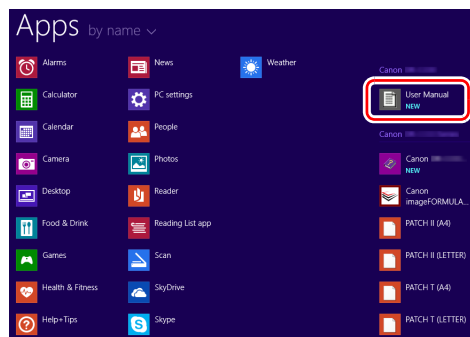 Apps by name
Alarms
Calculator
Calendar
Camera
Desktop
Food & Drink
Games
Health & Fitness
Help+Tips
News
PC settings
People
Photos
Reader
Reading List app
Scan
SkyDrive
Skype
Weather
Canon
User Manual
NEW
Canon
Canon
NEW
Canon
imageFORMULA...
PATCH II (A4)
PATCH II (LETTER)
PATCH T (A4)
PATCH T (LETTER)